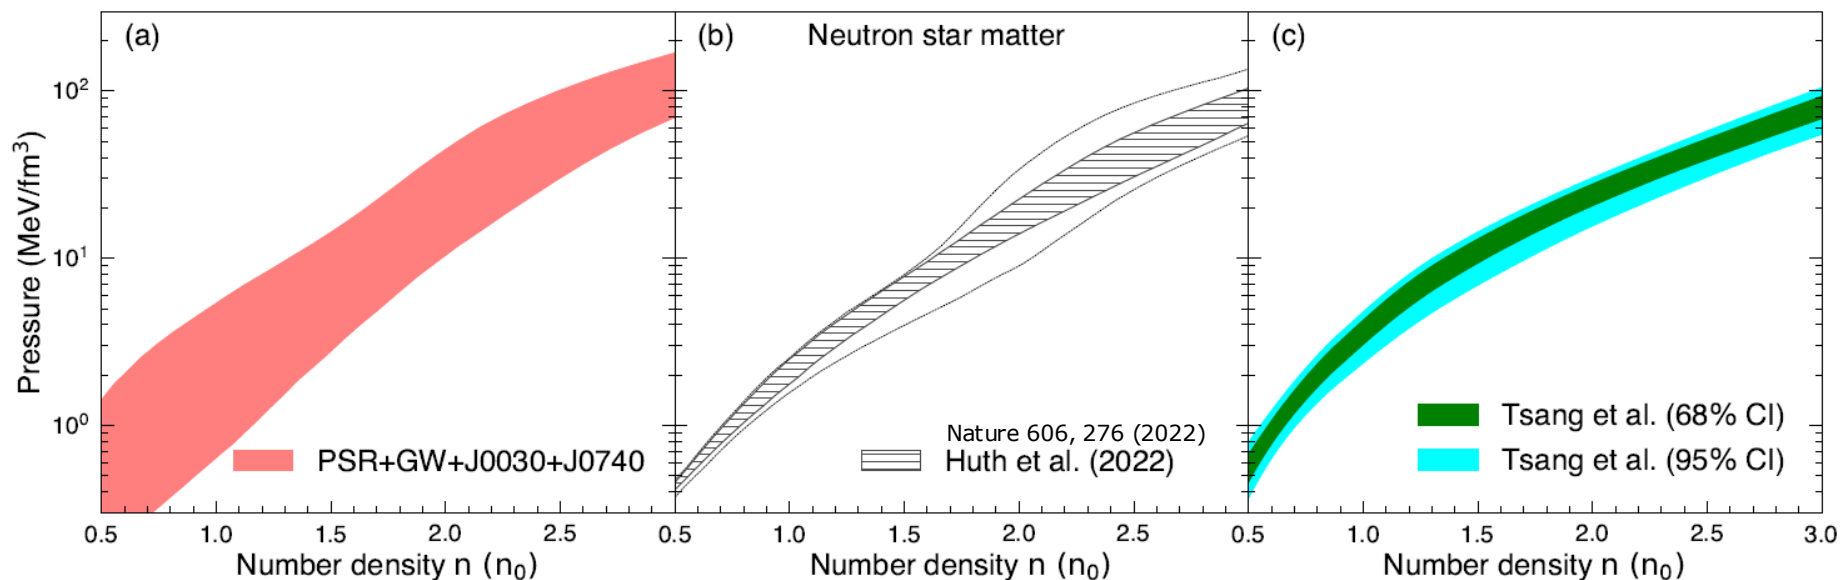 (a)
(b)
Neutron star matter
(c)
Pressure (MeV/fm³)
10²
10¹
10⁰
PSR+GW+J0030+J0740
Nature 606, 276 (2022)
Huth et al. (2022)
Tsang et al. (68% CI)
Tsang et al. (95% CI)
0.5 1.0 1.5 2.0 2.5 0.5 1.0 1.5 2.0 2.5 0.5 1.0 1.5 2.0 2.5 3.0
Number density n (n₀)
Number density n (n₀)
Number density n (n₀)